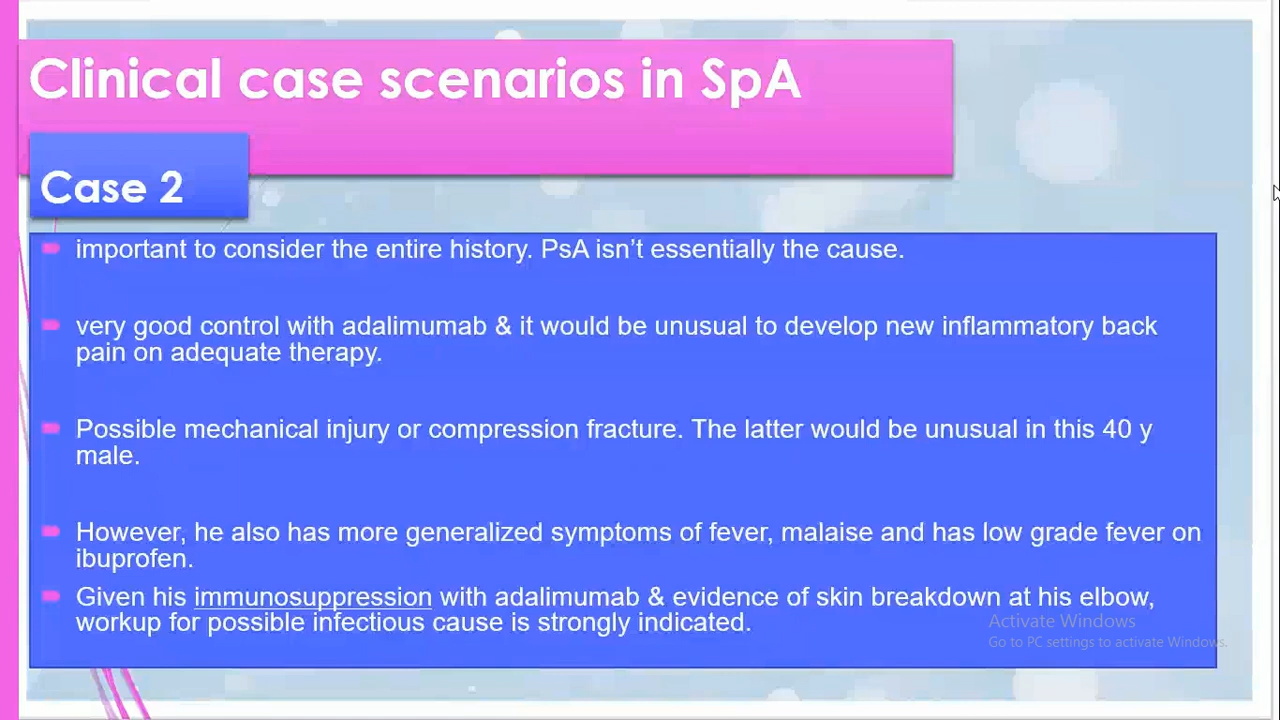 Clinical case scenarios in SpA
Case 2
important to consider the entire history. PsA isn’t essentially the cause.
very good control with adalimumab & it would be unusual to develop new inflammatory back
pain on adequate therapy.
Possible mechanical injury or compression fracture. The latter would be unusual in this 40 y
male.
However, he also has more generalized symptoms of fever, malaise and has low grade fever on
ibuprofen.
Given his immunosuppression with adalimumab & evidence of skin breakdown at his elbow,
workup for possible infectious cause is strongly indicated.
Activate Windows
Go to PC settings to activate Windows.